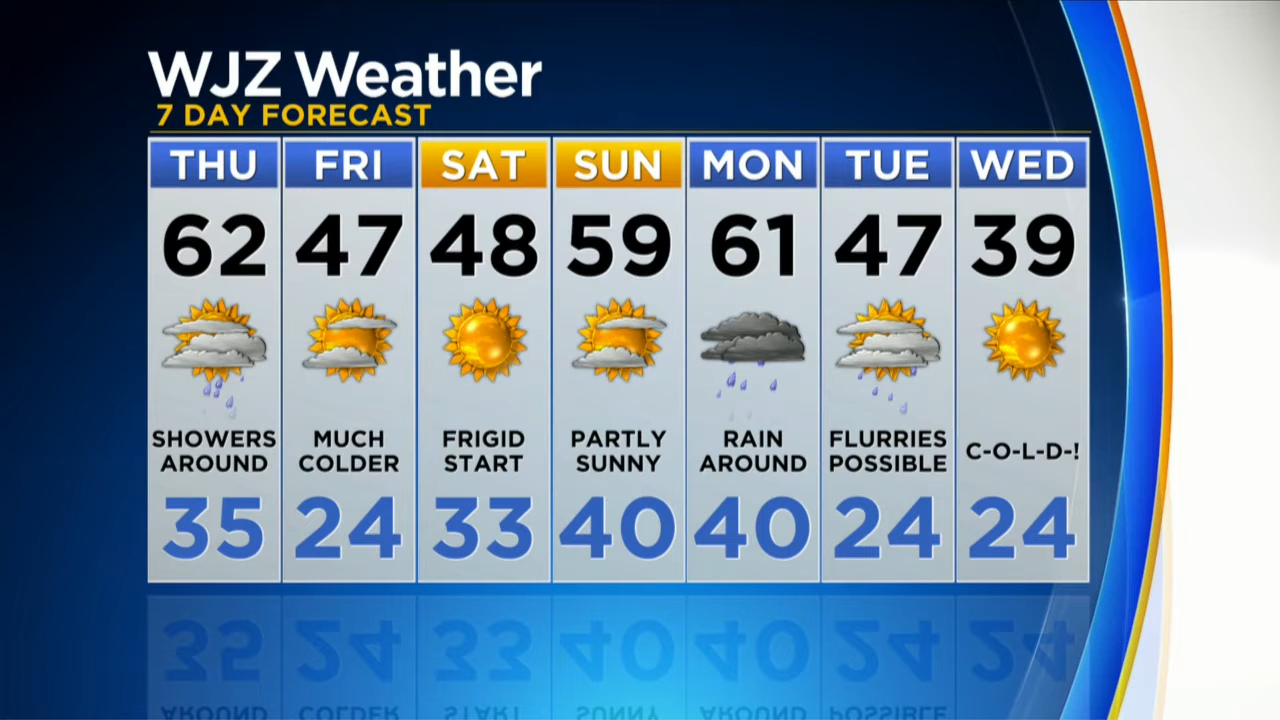 WJZ Weather
7 DAY FORECAST
THU FRI SAT SUN MON TUE WED
62 47 48 59 61 47 39
SHOWERS AROUND
MUCH COLDER
FRIGID START
PARTLY SUNNY
RAIN AROUND
FLURRIES POSSIBLE
C-O-L-D-!
35 24 33 40 40 24 24